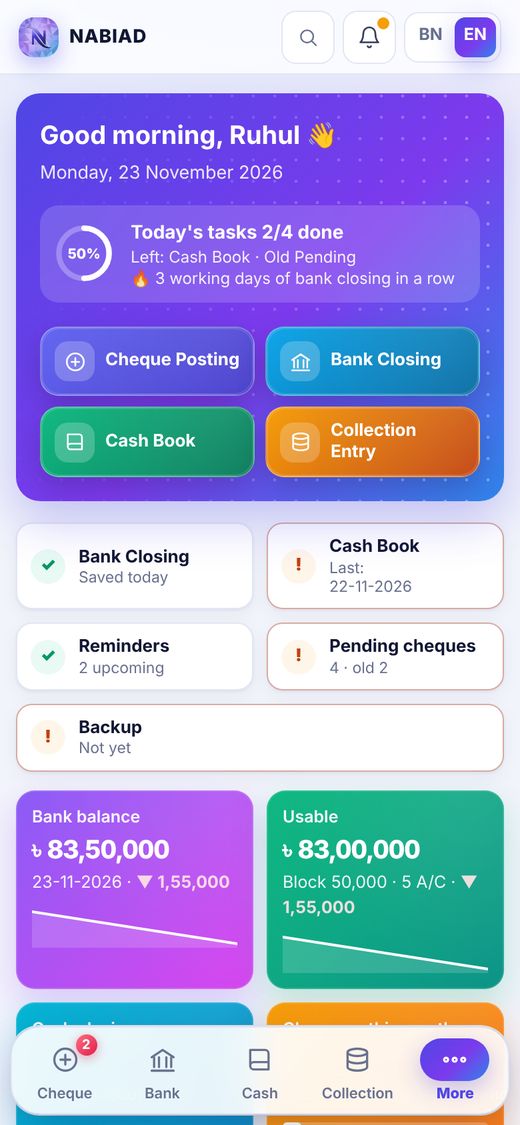 NABIAD
BN EN
Good morning, Ruhul 👋
Monday, 23 November 2026
50%
Today's tasks 2/4 done
Left: Cash Book · Old Pending
🔥 3 working days of bank closing in a row
Cheque Posting
Bank Closing
Cash Book
Collection
Entry
Bank Closing
Saved today
Cash Book
Last:
22-11-2026
Reminders
2 upcoming
Pending cheques
4 · old 2
Backup
Not yet
Bank balance
৳ 83,50,000
23-11-2026 · ▼ 1,55,000
Usable
৳ 83,00,000
Block 50,000 · 5 A/C · ▼
1,55,000
2
Cheque
Bank
Cash
Collection
More